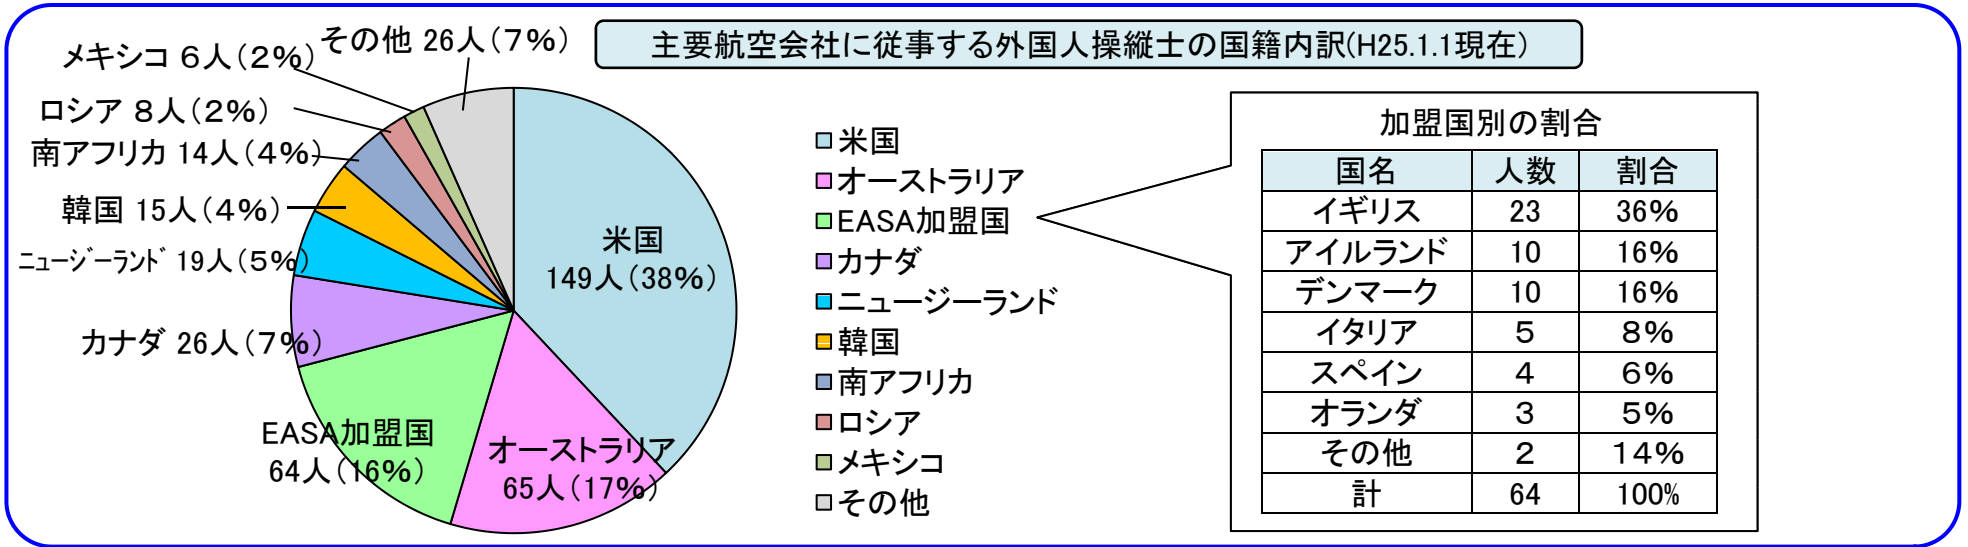 主要航空会社に従事する外国人操縦士の国籍内訳(H25.1.1現在)
その他 26人(7%)
メキシコ 6人(2%)
ロシア 8人(2%)
南アフリカ 14人(4%)
韓国 15人(4%)
ニュージーランド 19人(5%)
カナダ 26人(7%)
EASA加盟国
64人(16%)
オーストラリア
65人(17%)
米国
149人(38%)
米国
オーストラリア
EASA加盟国
カナダ
ニュージーランド
韓国
南アフリカ
ロシア
メキシコ
その他
加盟国別の割合
国名 人数 割合
イギリス 23 36%
アイルランド 10 16%
デンマーク 10 16%
イタリア 5 8%
スペイン 4 6%
オランダ 3 5%
その他 2 14%
計 64 100%